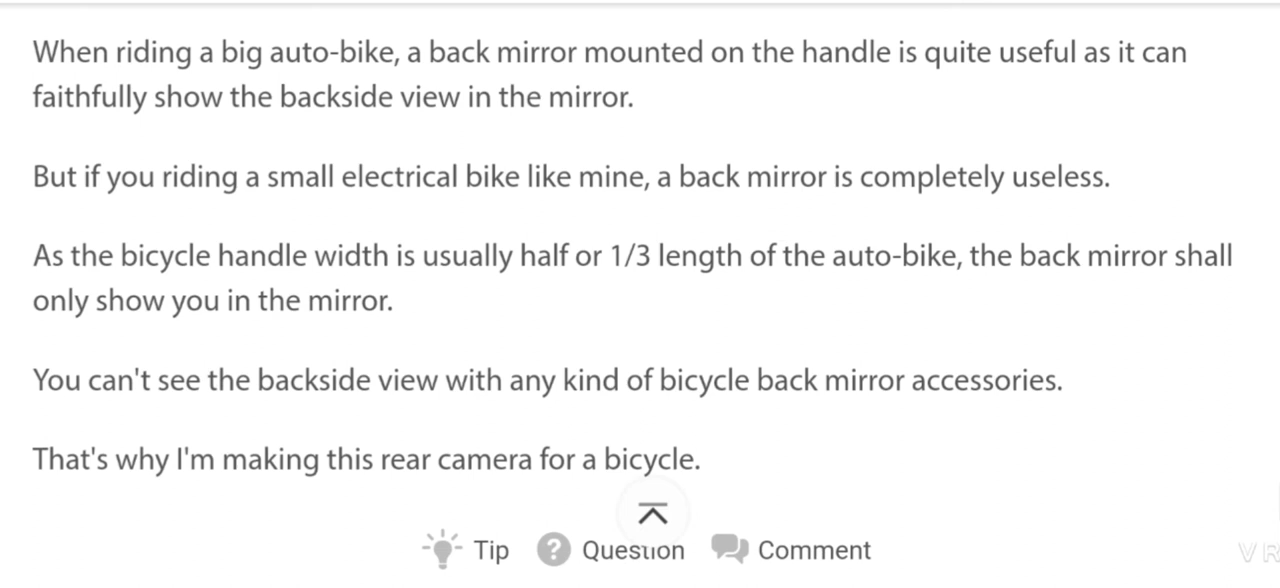 When riding a big auto-bike, a back mirror mounted on the handle is quite useful as it can
faithfully show the backside view in the mirror.
But if you riding a small electrical bike like mine, a back mirror is completely useless.
As the bicycle handle width is usually half or 1/3 length of the auto-bike, the back mirror shall
only show you in the mirror.
You can't see the backside view with any kind of bicycle back mirror accessories.
That's why I'm making this rear camera for a bicycle.
Tip Question Comment
VR